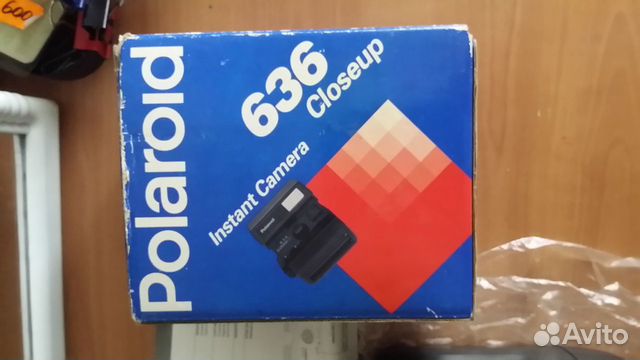 600
Polaroid
636
Closeup
Instant Camera
Polaroid
Avito